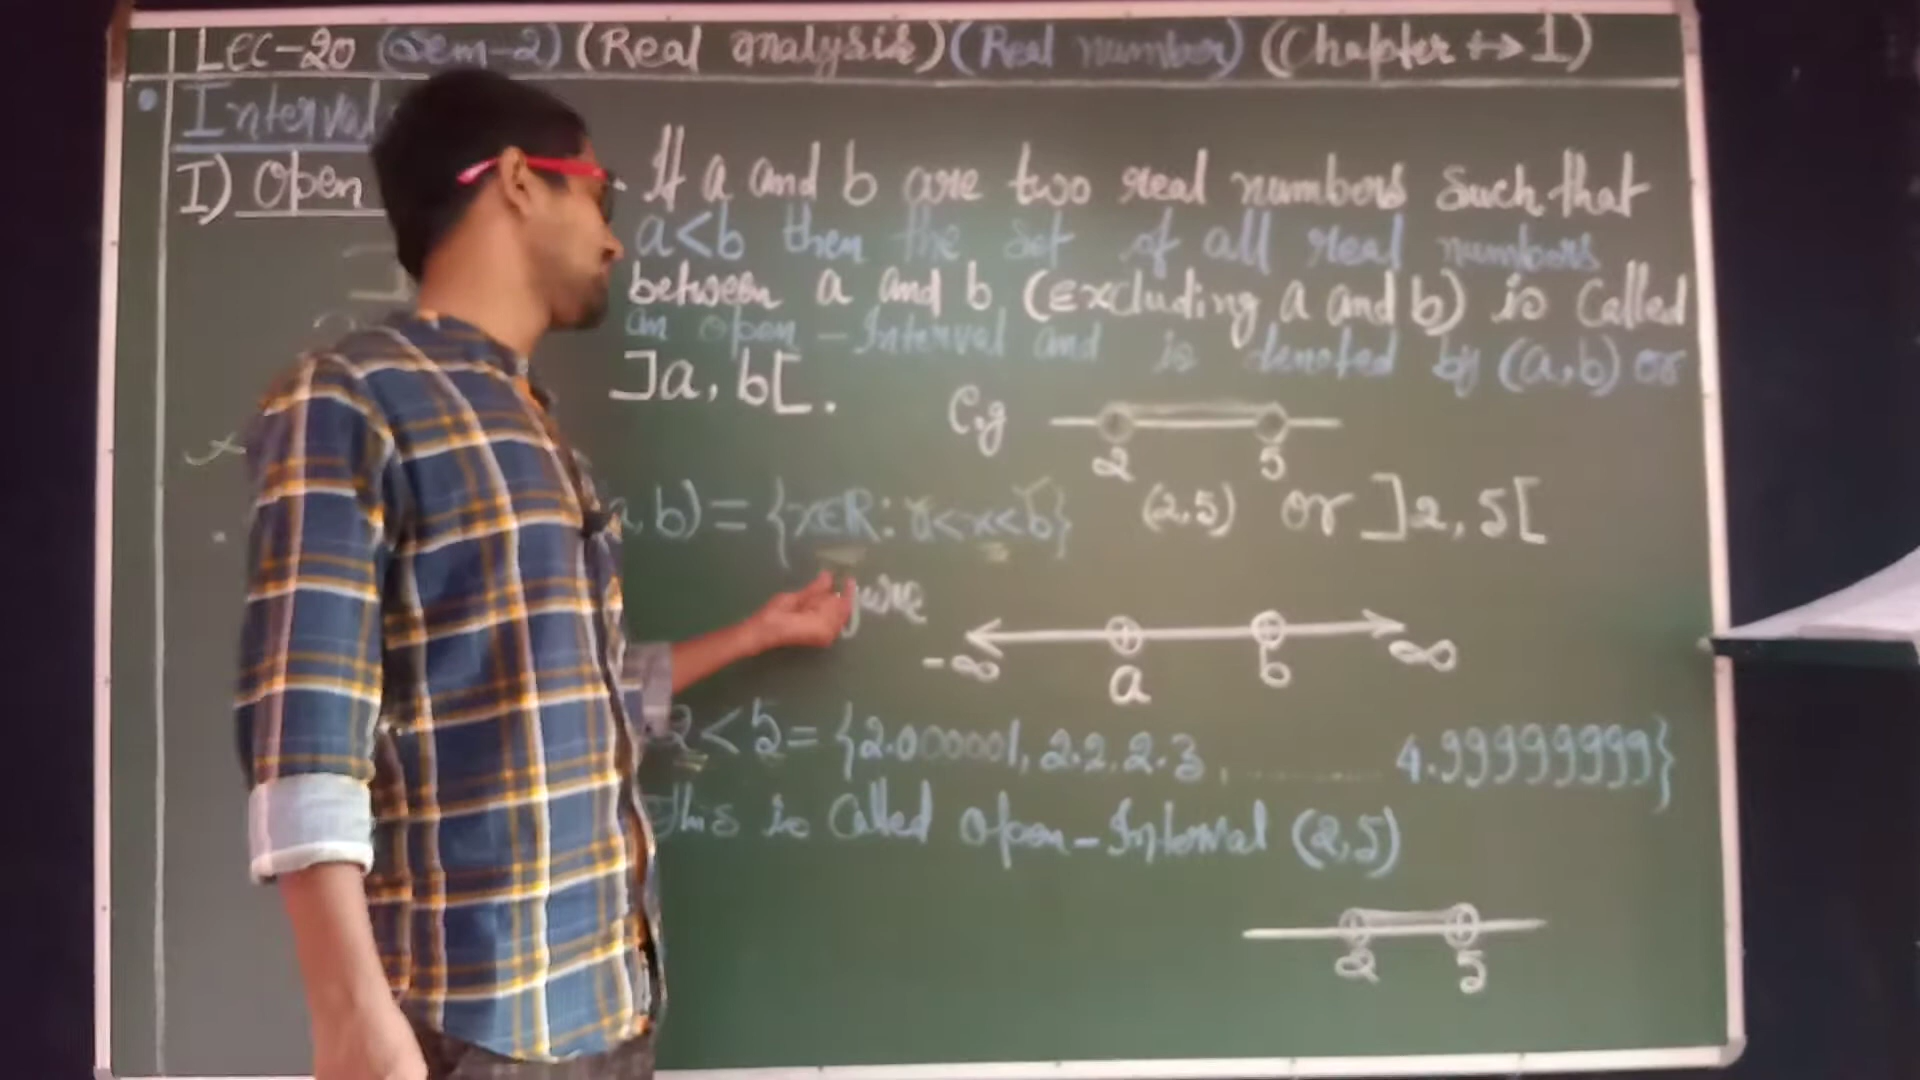 Lec-20 (Sem-2) (Real analysis) (Real number) (Chapter ↦ 1)
• Interval
I) Open
If a and b are two real numbers Such that
a<b then the set of all real numbers
between a and b (Excluding a and b) is Called
an open-Interval and is denoted by (a,b) or
]a, b[.
e.g
2 5
,b) = {x∈R: a<x<b}
(2,5) or ]2, 5[
-∞ a b ∞
2<5 = {2.000001, 2.2, 2.3, ........ 4.999999999}
This is Called open-Interval (2,5)
2 5